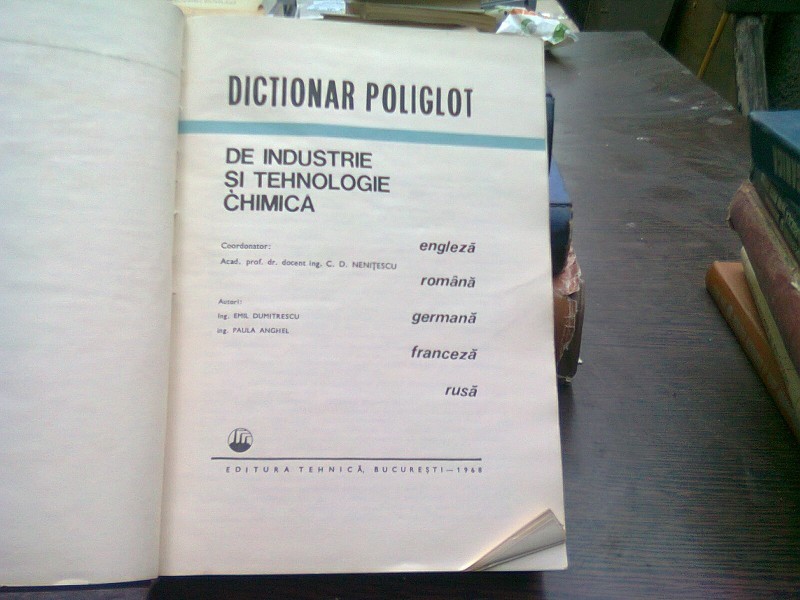 DICTIONAR POLIGLOT
DE INDUSTRIE
ȘI TEHNOLOGIE
CHIMICA
Coordonator:
Acad. prof. dr. docent ing. C. D. NENIȚESCU
Autori:
Ing. EMIL DUMITRESCU
ing. PAULA ANGHEL
engleză
română
germană
franceză
rusă
EDITURA TEHNICĂ, BUCUREȘTI—1968